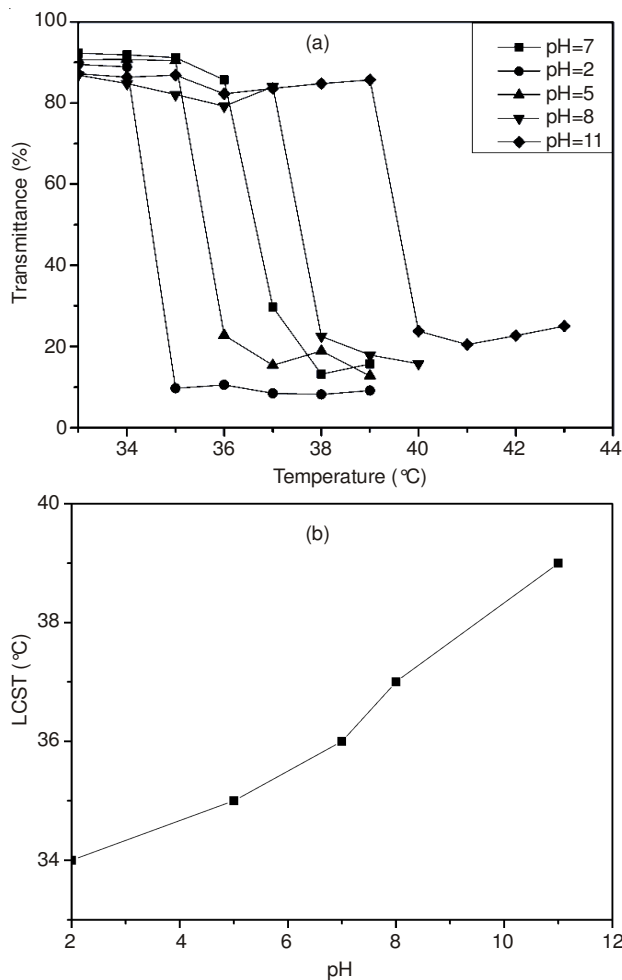 (a)
pH=7
pH=2
pH=5
pH=8
pH=11
100
80
60
40
20
0
Transmittance (%)
34 36 38 40 42 44
Temperature (°C)
(b)
40
38
36
34
LCST (°C)
2 4 6 8 10 12
pH